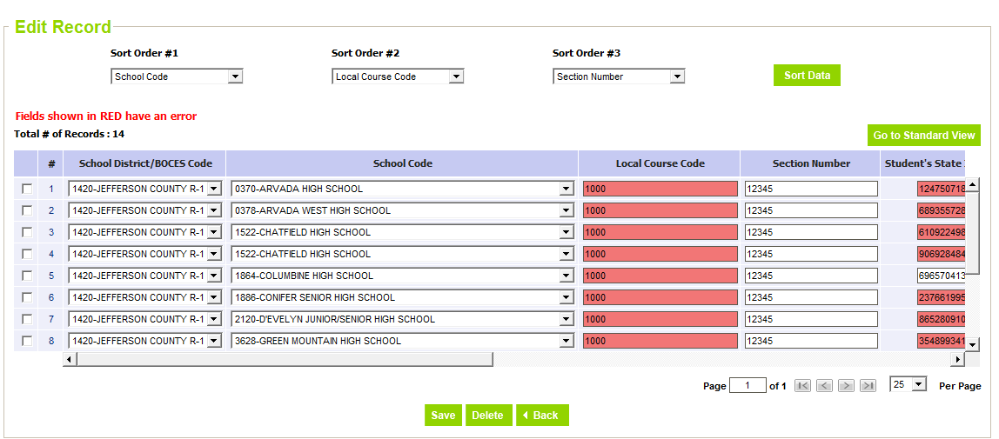 Edit Record
Sort Order #1 Sort Order #2 Sort Order #3
School Code Local Course Code Section Number Sort Data
Fields shown in RED have an error
Total # of Records : 14
Go to Standard View
# School District/BOCES Code School Code Local Course Code Section Number Student's State
1 1420-JEFFERSON COUNTY R-1 0370-ARVADA HIGH SCHOOL 1000 12345 124750718
2 1420-JEFFERSON COUNTY R-1 0378-ARVADA WEST HIGH SCHOOL 1000 12345 689355728
3 1420-JEFFERSON COUNTY R-1 1522-CHATFIELD HIGH SCHOOL 1000 12345 610922498
4 1420-JEFFERSON COUNTY R-1 1522-CHATFIELD HIGH SCHOOL 1000 12345 906928484
5 1420-JEFFERSON COUNTY R-1 1864-COLUMBINE HIGH SCHOOL 1000 12345 696570413
6 1420-JEFFERSON COUNTY R-1 1886-CONIFER SENIOR HIGH SCHOOL 1000 12345 237661995
7 1420-JEFFERSON COUNTY R-1 2120-D'EVELYN JUNIOR/SENIOR HIGH SCHOOL 1000 12345 865280910
8 1420-JEFFERSON COUNTY R-1 3628-GREEN MOUNTAIN HIGH SCHOOL 1000 12345 354899341
Page 1 of 1 25 Per Page
Save Delete Back